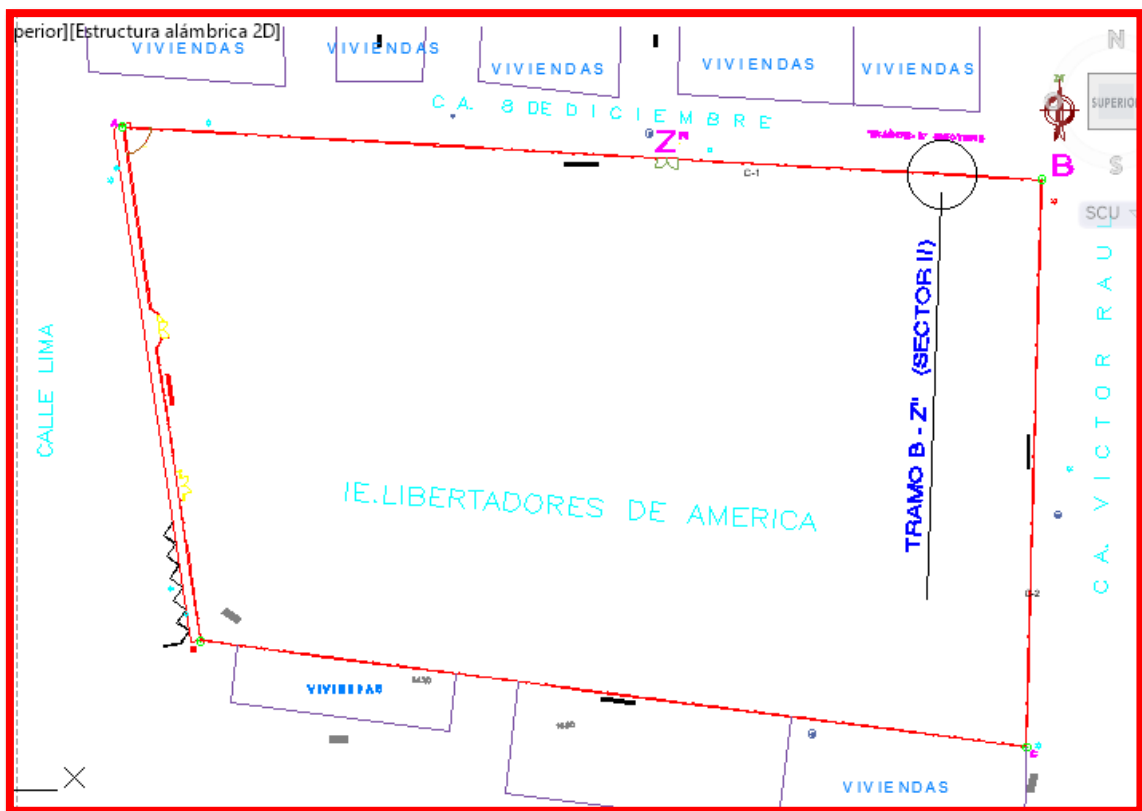 perior][Estructura alámbrica 2D]
VIVIENDAS
VIVIENDAS
VIVIENDAS
VIVIENDAS
VIVIENDAS
N
SUPERIOR
S
SCU
C A. 8 DE DICIEMBRE
A
Z"
B
C-1
CALLE LIMA
TRAMO B - Z" (SECTOR II)
CA. VICTOR RAUL
IE.LIBERTADORES DE AMERICA
VIVIENDAS
VIVIENDAS
X